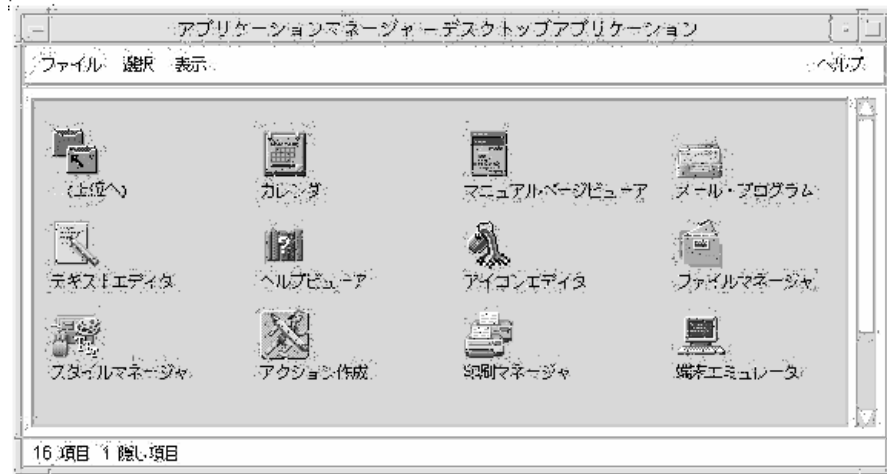 アプリケーションマネージャ - デスクトップアプリケーション
ファイル 選択 表示 ヘルプ
(上位へ) カレンダ マニュアルページビューア メール・プログラム
テキストエディタ ヘルプビューア アイコンエディタ ファイルマネージャ
スタイルマネージャ アクション作成 印刷マネージャ 端末エミュレータ
16 項目 1 隠し項目